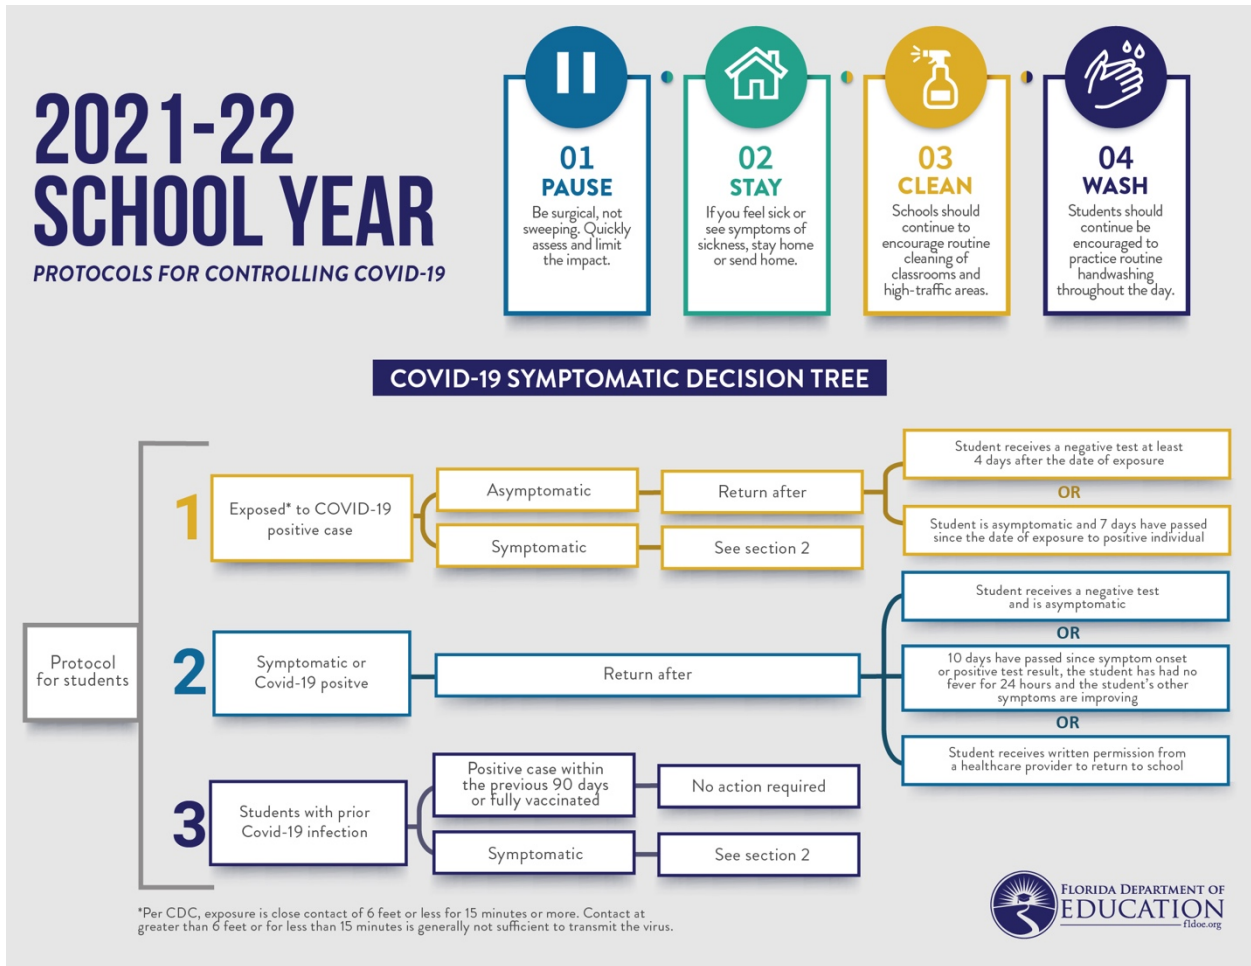 2021-22
SCHOOL YEAR
PROTOCOLS FOR CONTROLLING COVID-19
01
PAUSE
Be surgical, not
sweeping. Quickly
assess and limit
the impact.
02
STAY
If you feel sick or
see symptoms of
sickness, stay home
or send home.
03
CLEAN
Schools should
continue to
encourage routine
cleaning of
classrooms and
high-traffic areas.
04
WASH
Students should
continue be
encouraged to
practice routine
handwashing
throughout the day.
COVID-19 SYMPTOMATIC DECISION TREE
Protocol
for students
1
Exposed* to COVID-19
positive case
Asymptomatic
Return after
Student receives a negative test at least
4 days after the date of exposure
OR
Student is asymptomatic and 7 days have passed
since the date of exposure to positive individual
Symptomatic
See section 2
2
Symptomatic or
Covid-19 positve
Return after
Student receives a negative test
and is asymptomatic
OR
10 days have passed since symptom onset
or positive test result, the student has had no
fever for 24 hours and the student's other
symptoms are improving
OR
Student receives written permission from
a healthcare provider to return to school
3
Students with prior
Covid-19 infection
Positive case within
the previous 90 days
or fully vaccinated
No action required
Symptomatic
See section 2
*Per CDC, exposure is close contact of 6 feet or less for 15 minutes or more. Contact at
greater than 6 feet or for less than 15 minutes is generally not sufficient to transmit the virus.
FLORIDA DEPARTMENT OF
EDUCATION
fldoe.org